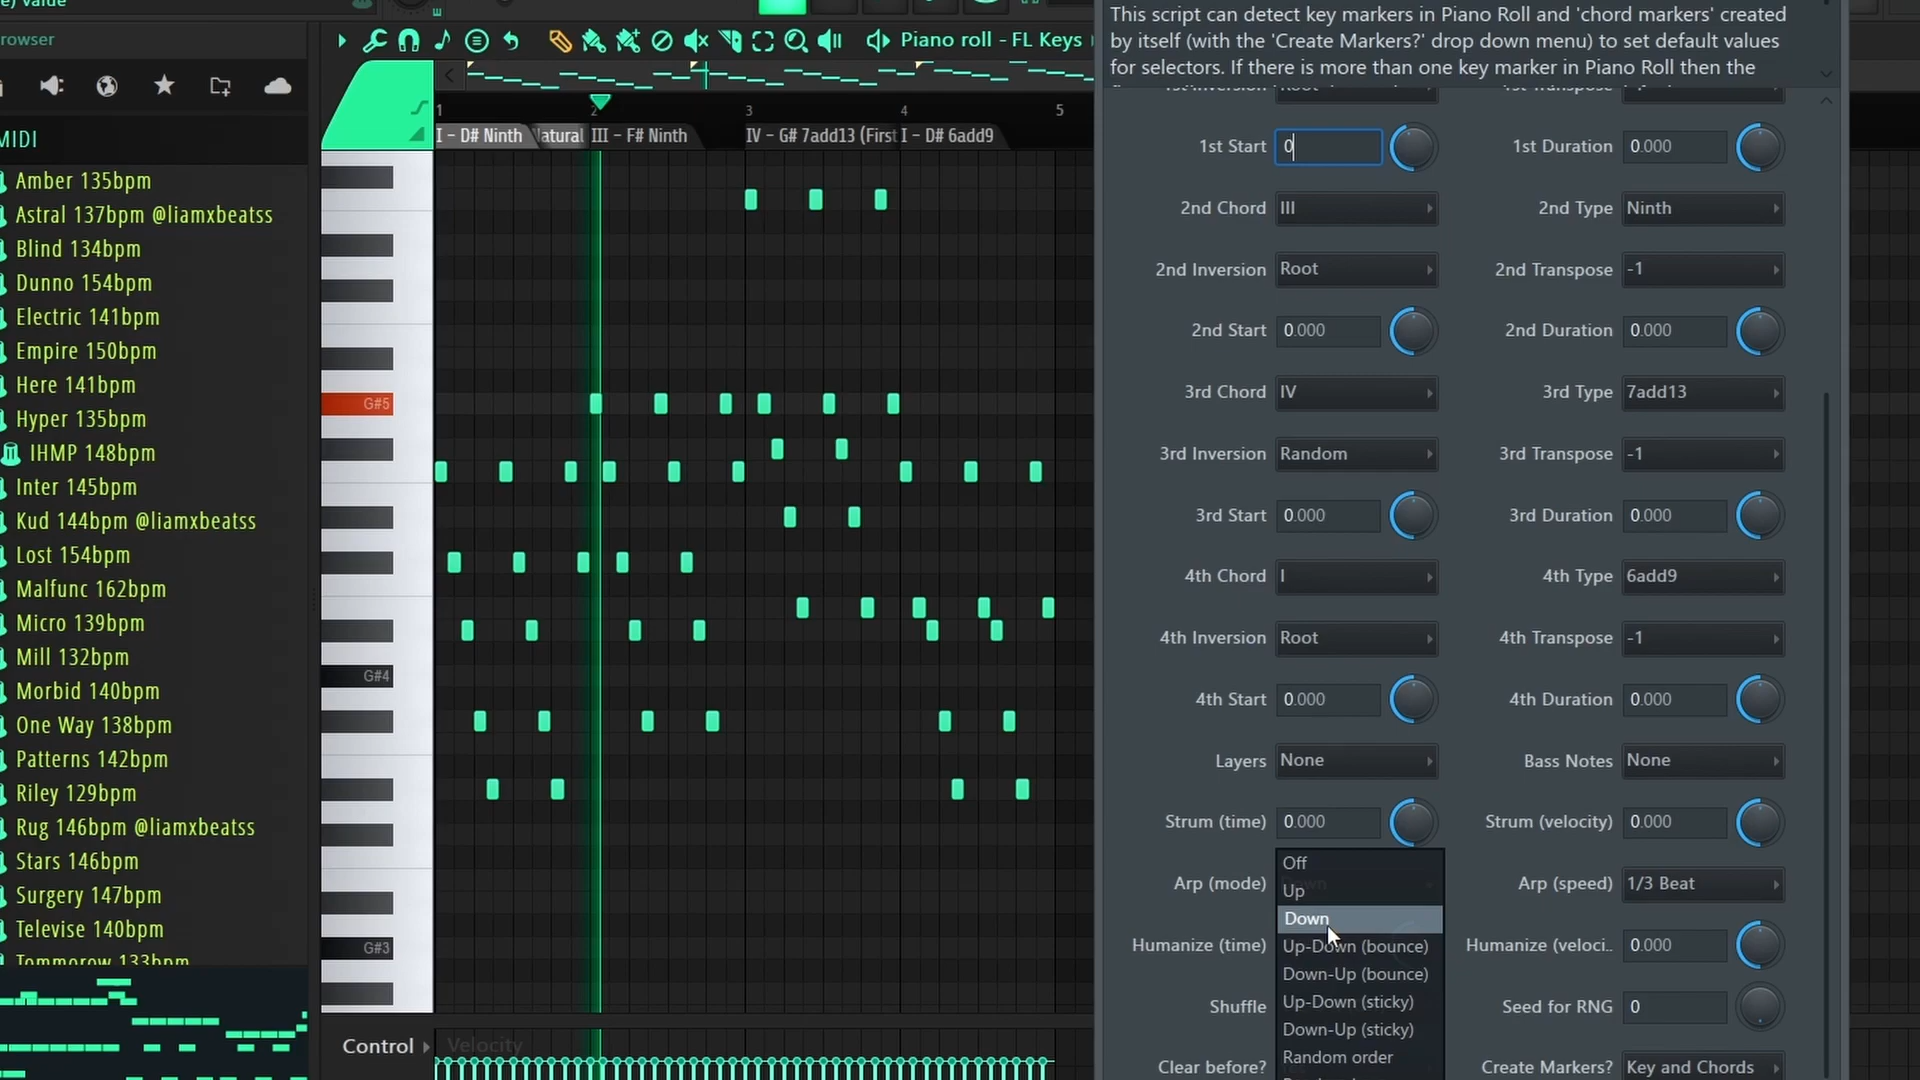 e) value
rowser
Piano roll - FL Keys
MIDI
Amber 135bpm
Astral 137bpm @liamxbeatss
Blind 134bpm
Dunno 154bpm
Electric 141bpm
Empire 150bpm
Here 141bpm
Hyper 135bpm
IHMP 148bpm
Inter 145bpm
Kud 144bpm @liamxbeatss
Lost 154bpm
Malfunc 162bpm
Micro 139bpm
Mill 132bpm
Morbid 140bpm
One Way 138bpm
Patterns 142bpm
Riley 129bpm
Rug 146bpm @liamxbeatss
Stars 146bpm
Surgery 147bpm
Televise 140bpm
Tommorow 133bpm
1 2 3 4 5
I - D# Ninth atural III - F# Ninth IV - G# 7add13 (First I - D# 6add9
G#5
G#4
G#3
Control Velocity
This script can detect key markers in Piano Roll and 'chord markers' created
by itself (with the 'Create Markers?' drop down menu) to set default values
for selectors. If there is more than one key marker in Piano Roll then the
1st Inversion Root 1st Transpose
1st Start 0 1st Duration 0.000
2nd Chord III 2nd Type Ninth
2nd Inversion Root 2nd Transpose -1
2nd Start 0.000 2nd Duration 0.000
3rd Chord IV 3rd Type 7add13
3rd Inversion Random 3rd Transpose -1
3rd Start 0.000 3rd Duration 0.000
4th Chord I 4th Type 6add9
4th Inversion Root 4th Transpose -1
4th Start 0.000 4th Duration 0.000
Layers None Bass Notes None
Strum (time) 0.000 Strum (velocity) 0.000
Arp (mode) Arp (speed) 1/3 Beat
Off
Up
Down
Up-Down (bounce)
Down-Up (bounce)
Up-Down (sticky)
Down-Up (sticky)
Random order
Humanize (time) Humanize (veloci.. 0.000
Shuffle Seed for RNG 0
Clear before? Create Markers? Key and Chords